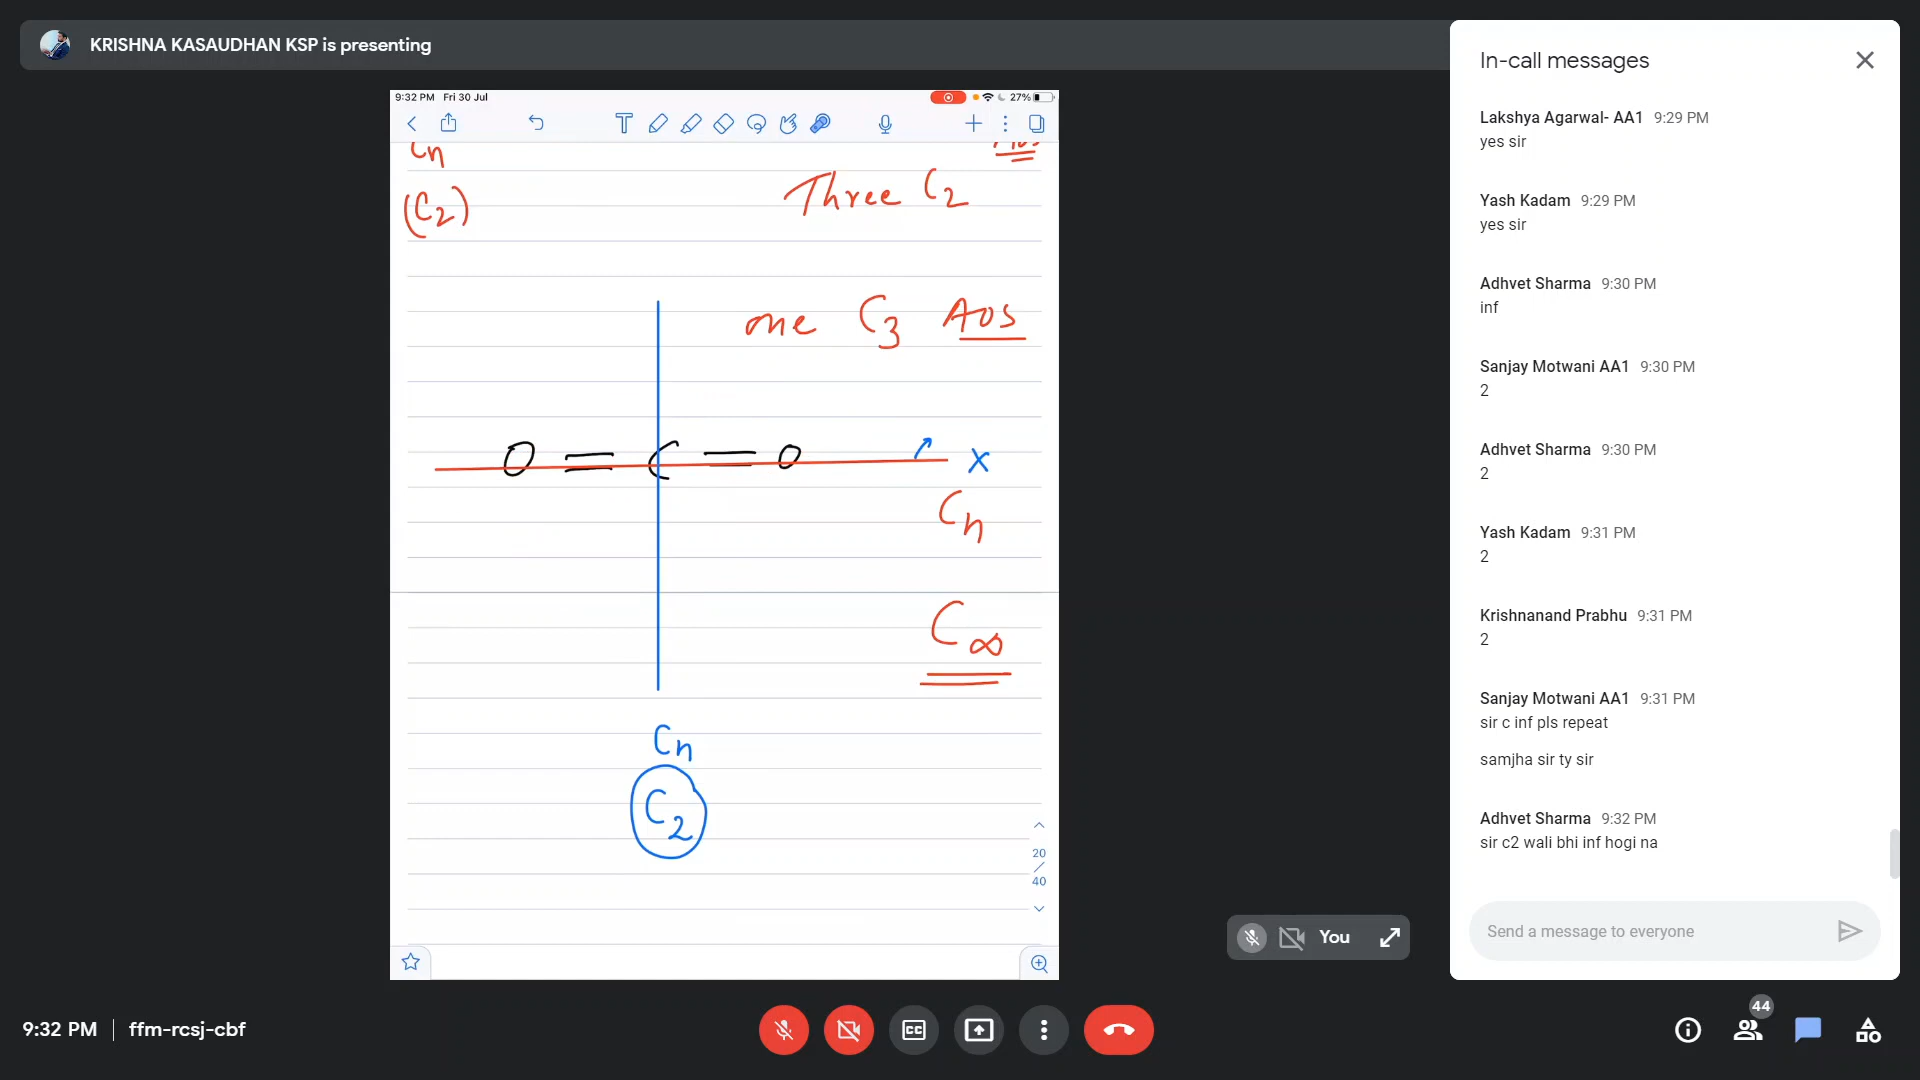 KRISHNA KASAUDHAN KSP is presenting
9:32 PM Fri 30 Jul
27%
T
Cn
(C2)
Three C2
one C3 AOS
O = C = O
x
Cn
C∞
Cn
C2
20
40
In-call messages
Lakshya Agarwal- AA1 9:29 PM
yes sir
Yash Kadam 9:29 PM
yes sir
Adhvet Sharma 9:30 PM
inf
Sanjay Motwani AA1 9:30 PM
2
Adhvet Sharma 9:30 PM
2
Yash Kadam 9:31 PM
2
Krishnanand Prabhu 9:31 PM
2
Sanjay Motwani AA1 9:31 PM
sir c inf pls repeat
samjha sir ty sir
Adhvet Sharma 9:32 PM
sir c2 wali bhi inf hogi na
Send a message to everyone
You
9:32 PM | ffm-rcsj-cbf
CC
44